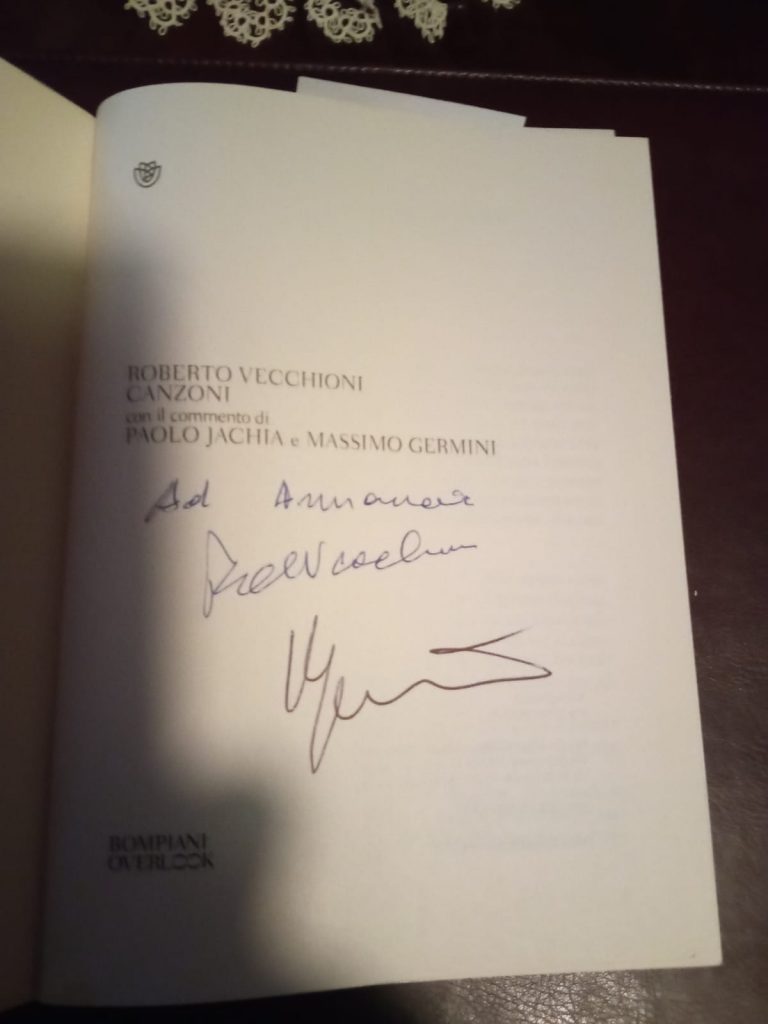 ROBERTO VECCHIONI
CANZONI
con il commento di
PAOLO JACHIA e MASSIMO GERMINI
Ad
BOMPIANI
OVERLOOK